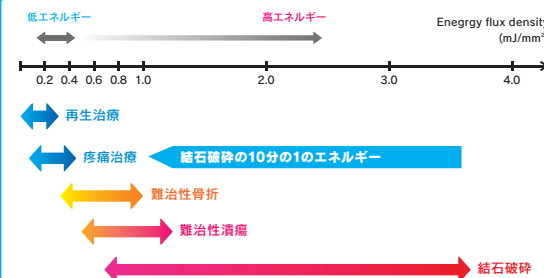 低エネルギー
高エネルギー
Enegrgy flux density
(mJ/mm²
0.2 0.4 0.6 0.8 1.0 2.0 3.0 4.0
再生治療
疼痛治療
結石破砕の10分の1のエネルギー
難治性骨折
難治性潰瘍
結石破砕